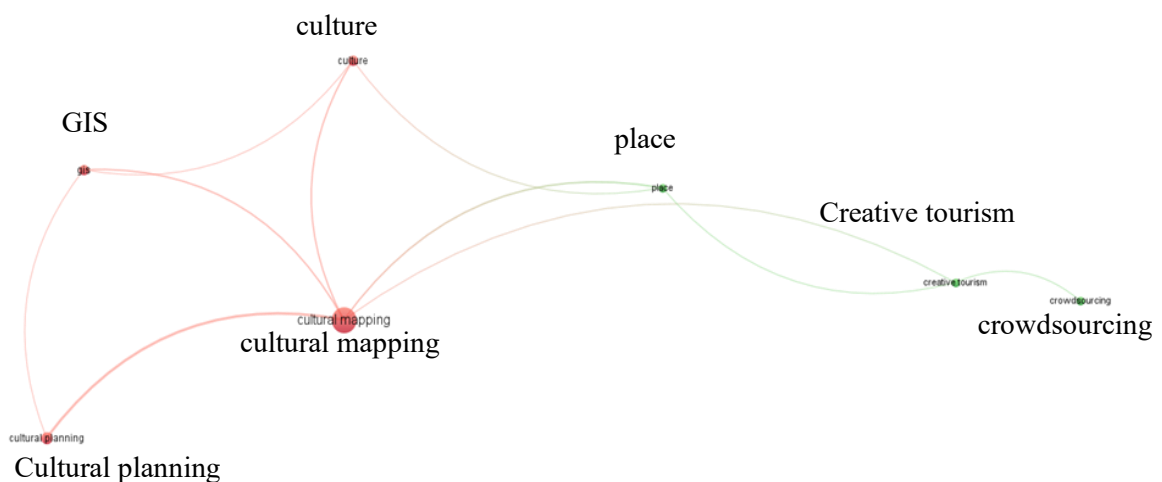 culture
culture
GIS
gis
place
place
Creative tourism
creative tourism
crowdsourcing
crowdsourcing
cultural mapping
cultural mapping
cultural planning
Cultural planning